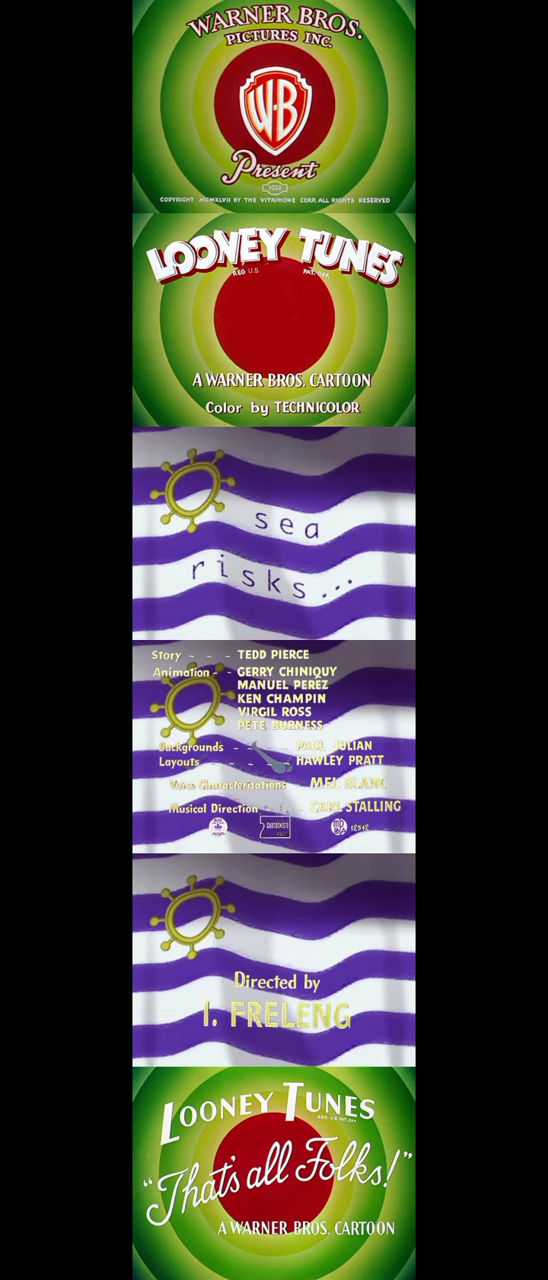 WARNER BROS.
PICTURES INC.
WB
Present
COPYRIGHT MCMXLVII BY THE VITAPHONE CORP. ALL RIGHTS RESERVED
LOONEY TUNES
REG. U.S. PAT. OFF.
A WARNER BROS. CARTOON
Color by TECHNICOLOR
sea
risks...
Story - - - TEDD PIERCE
Animation - - GERRY CHINIQUY
MANUEL PEREZ
KEN CHAMPIN
VIRGIL ROSS
PETE BURNESS
Backgrounds - - - PAUL JULIAN
Layouts - - - HAWLEY PRATT
Voice Characterizations - MEL BLANC
Musical Direction - - CARL STALLING
CARTOONISTS
12342
Directed by
I. FRELENG
LOONEY TUNES
REG. U.S. PAT. OFF.
"That's all Folks!"
A WARNER BROS. CARTOON